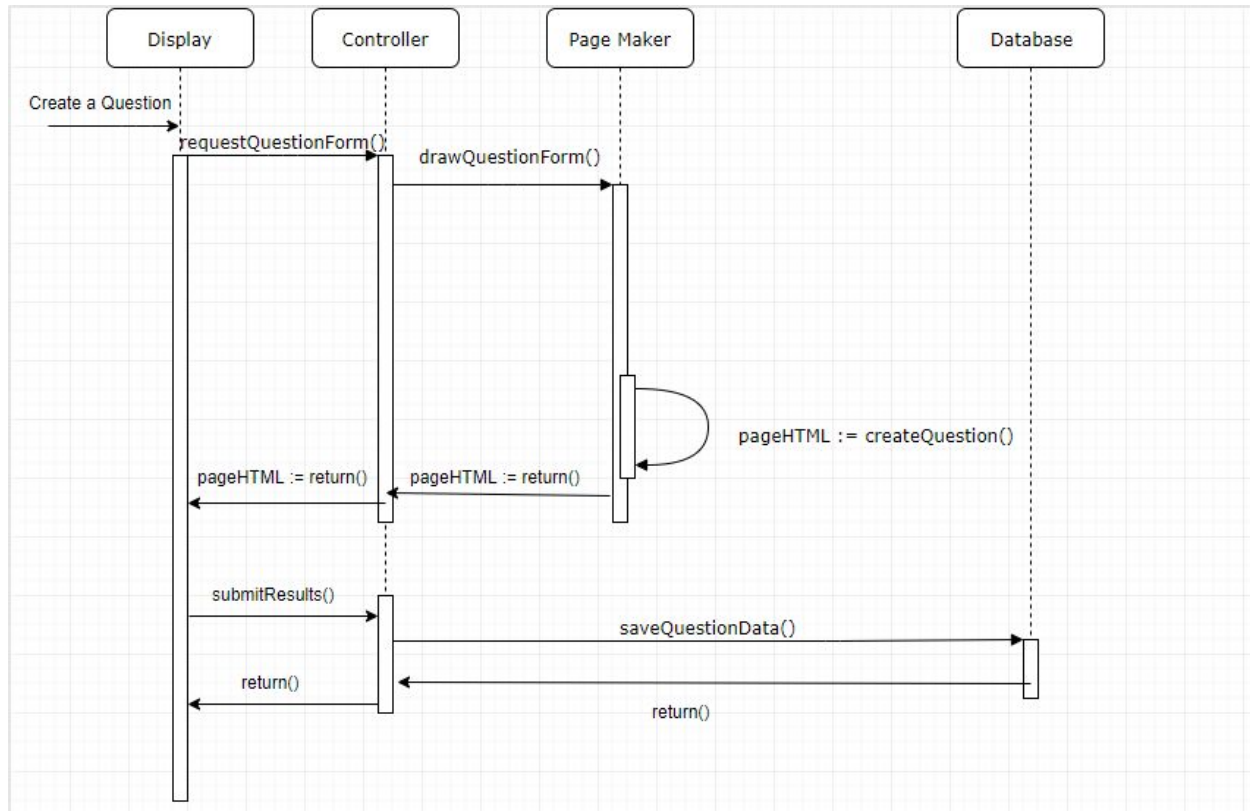 Display
Controller
Page Maker
Database
Create a Question
requestQuestionForm()
drawQuestionForm()
pageHTML := createQuestion()
pageHTML := return()
pageHTML := return()
submitResults()
saveQuestionData()
return()
return()